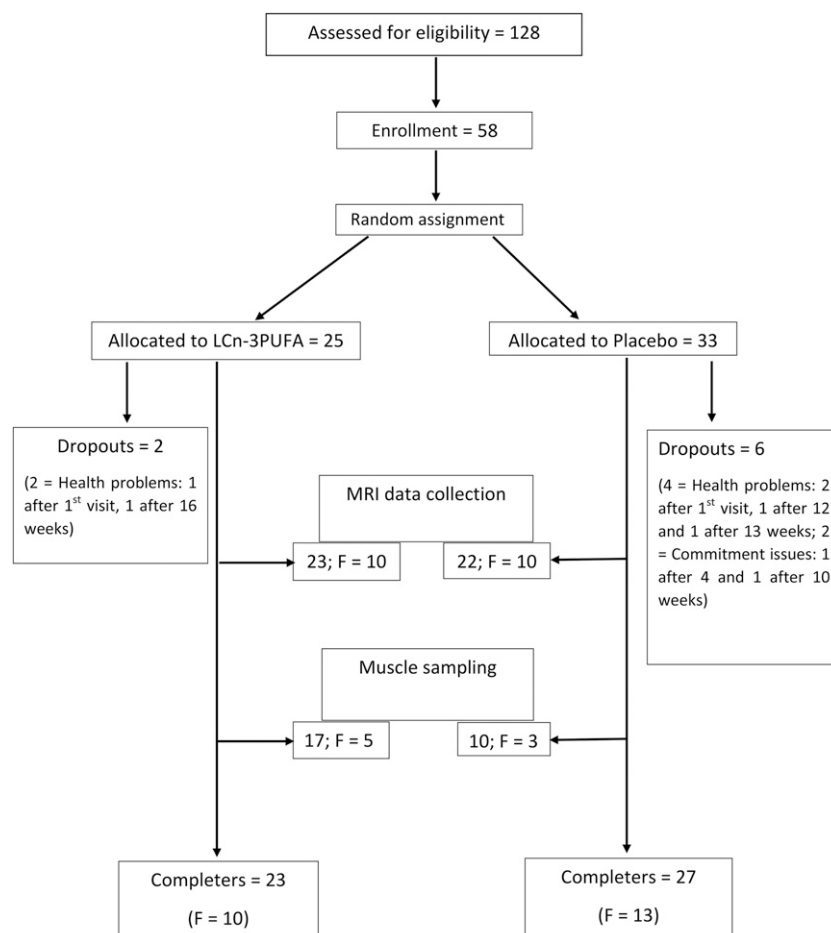 Assessed for eligibility = 128
Enrollment = 58
Random assignment
Allocated to LCn-3PUFA = 25
Allocated to Placebo = 33
Dropouts = 2
(2 = Health problems: 1
after 1st visit, 1 after 16
weeks)
Dropouts = 6
(4 = Health problems: 2
after 1st visit, 1 after 12
and 1 after 13 weeks; 2
= Commitment issues: 1
after 4 and 1 after 10
weeks)
MRI data collection
23; F = 10
22; F = 10
Muscle sampling
17; F = 5
10; F = 3
Completers = 23
(F = 10)
Completers = 27
(F = 13)